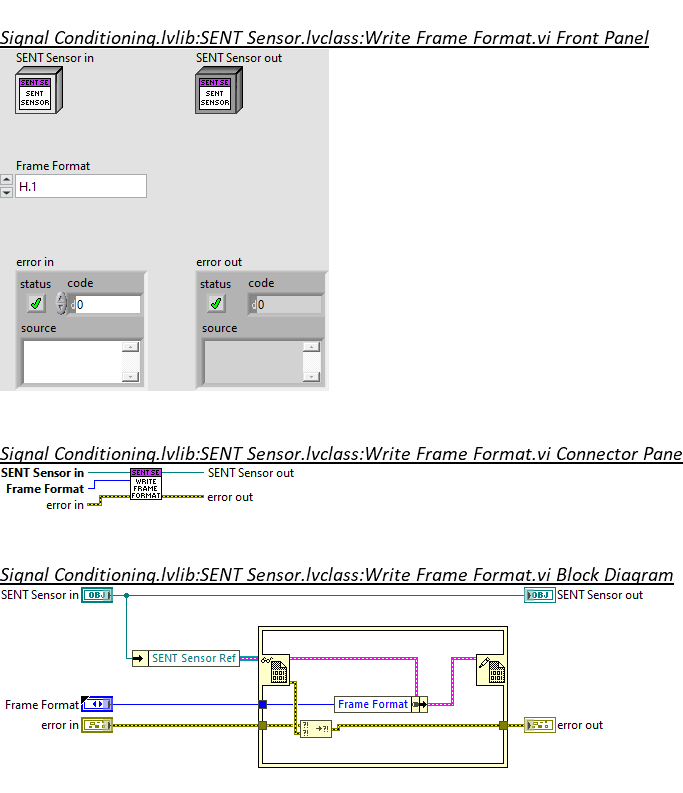 Signal Conditioning.lvlib:SENT Sensor.lvclass:Write Frame Format.vi Front Panel
SENT Sensor in SENT Sensor out
SENT SE SENT SE
SENT SENT
SENSOR SENSOR
Frame Format
H.1
error in error out
status code status code
d 0 d 0
source source
Signal Conditioning.lvlib:SENT Sensor.lvclass:Write Frame Format.vi Connector Pane
SENT Sensor in SENT SE SENT Sensor out
Frame Format WRITE FRAME FORMAT
error in error out
Signal Conditioning.lvlib:SENT Sensor.lvclass:Write Frame Format.vi Block Diagram
SENT Sensor in OBJ OBJ SENT Sensor out
SENT Sensor Ref
Frame Format Frame Format
error in ?! ?! →?! error out